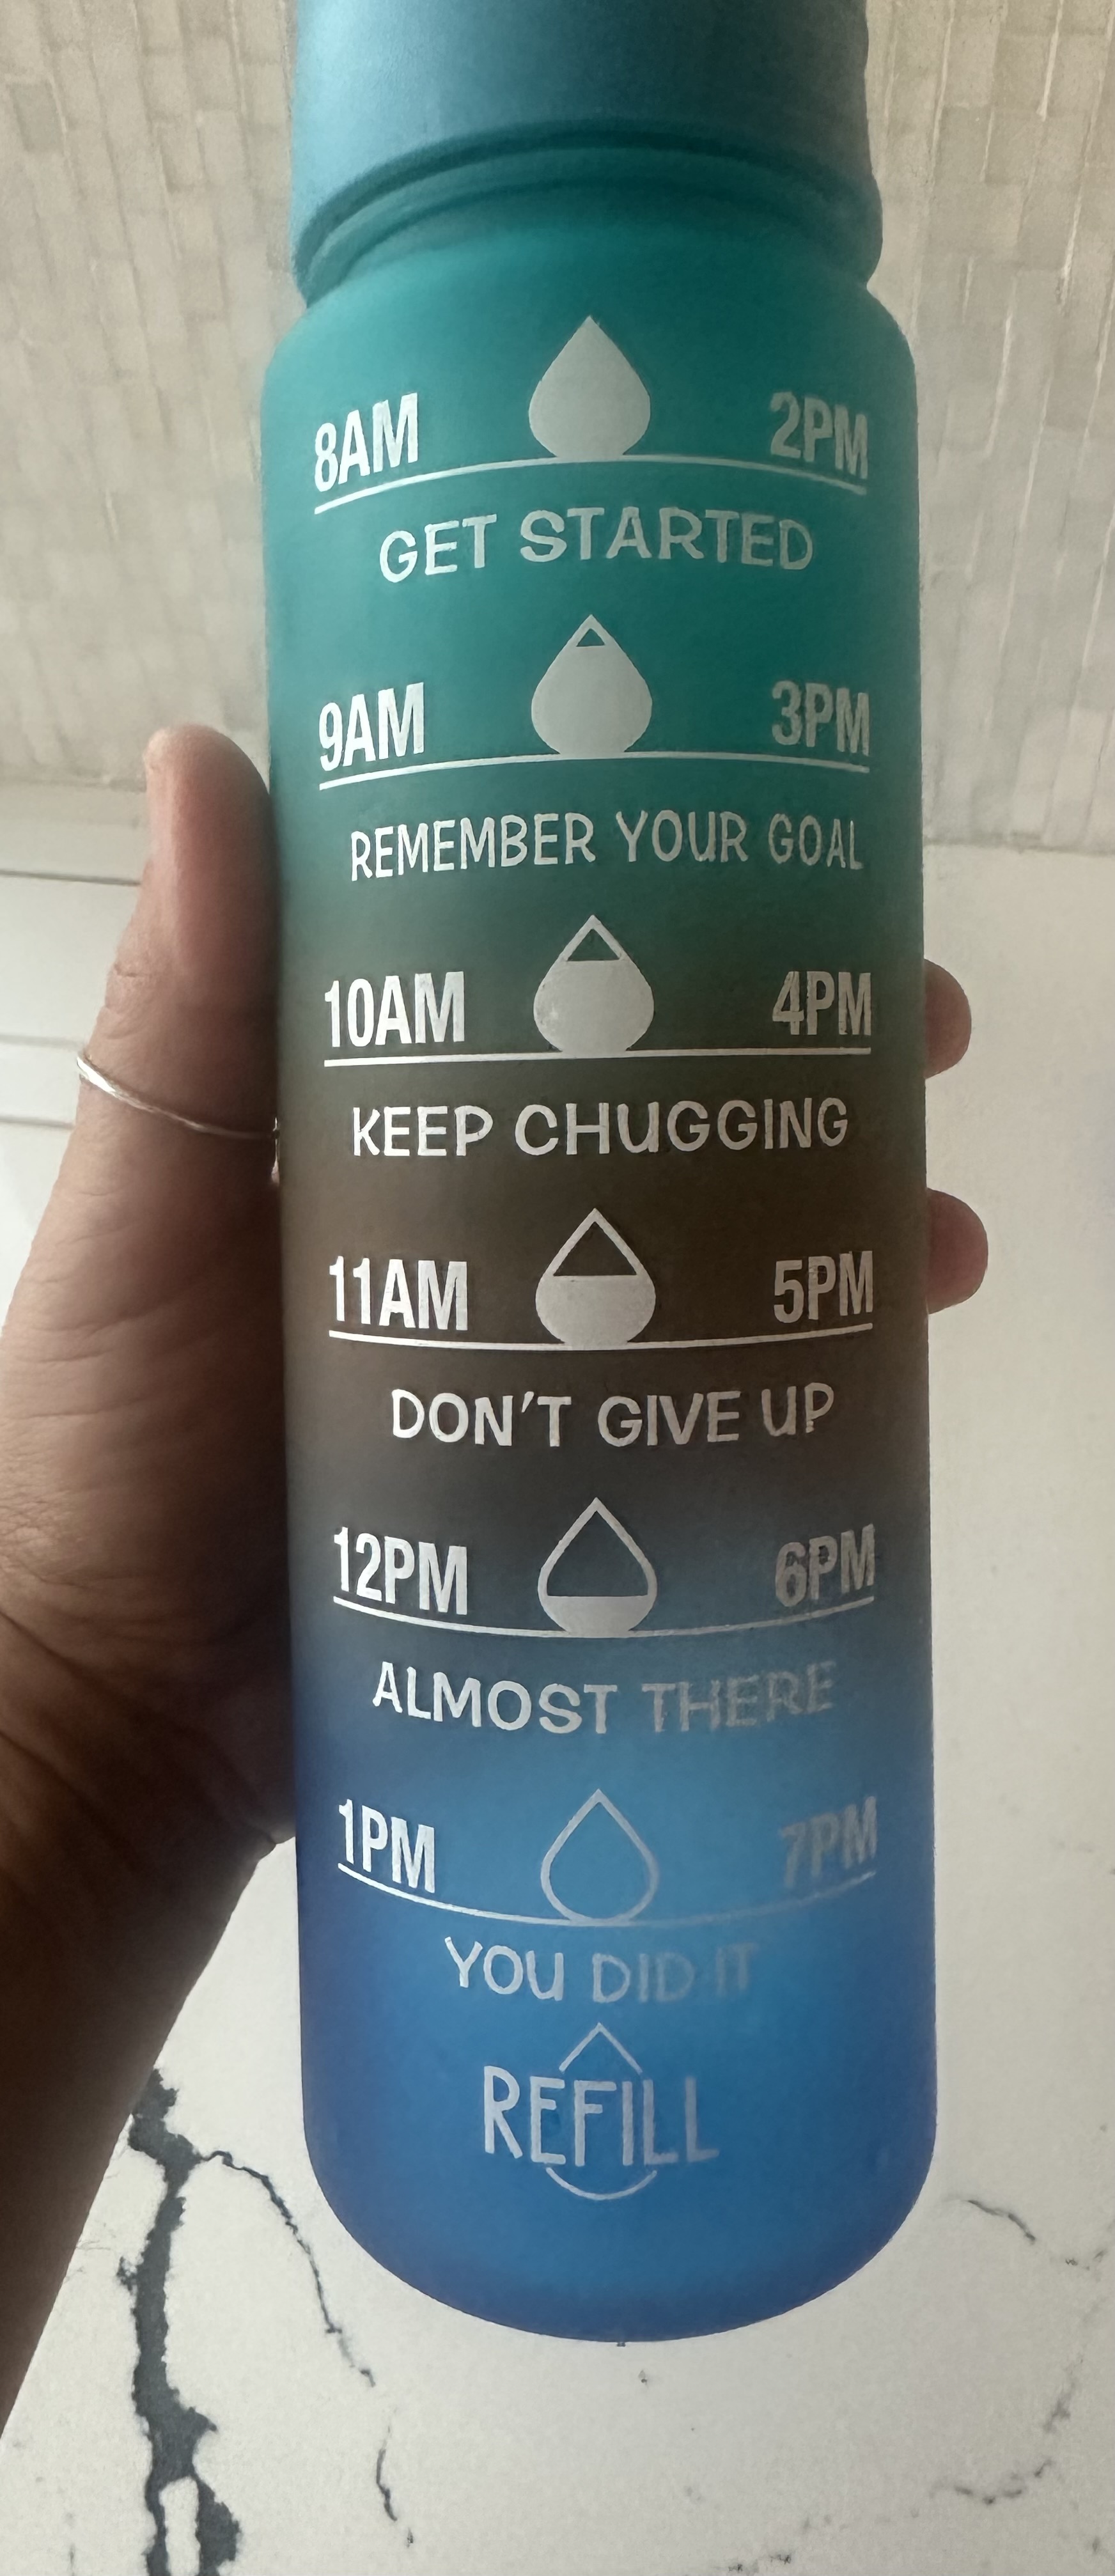 8AM 2PM
GET STARTED
9AM 3PM
REMEMBER YOUR GOAL
10AM 4PM
KEEP CHUGGING
11AM 5PM
DON'T GIVE UP
12PM 6PM
ALMOST THERE
1PM 7PM
YOU DID IT
REFILL